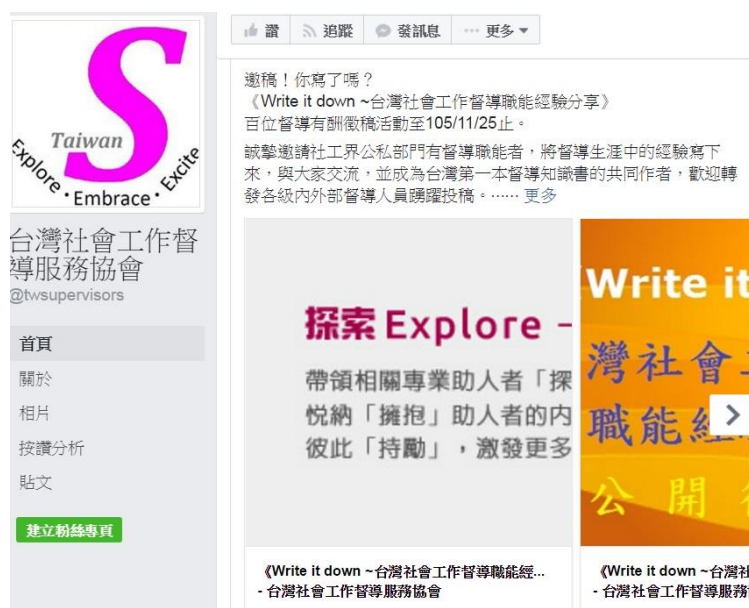 S
Taiwan
Explore・Embrace・Excite
台灣社會工作督
導服務協會
@twsupervisors
首頁
關於
相片
按讚分析
貼文
建立粉絲專頁
讚
追蹤
發訊息
更多
邀稿！你寫了嗎？
《Write it down ~台灣社會工作督導職能經驗分享》
百位督導有酬徵稿活動至105/11/25止。
誠摯邀請社工界公私部門有督導職能者，將督導生涯中的經驗寫下
來，與大家交流，並成為台灣第一本督導知識書的共同作者，歡迎轉
發各級內外部督導人員踴躍投稿。…… 更多
探索 Explore –
帶領相關專業助人者「探
悅納「擁抱」助人者的内
彼此「持勵」，激發更多
Write it
灣社會
職能經
公開
《Write it down ~台灣社會工作督導職能經...
- 台灣社會工作督導服務協會
《Write it down ~台灣社
- 台灣社會工作督導服務